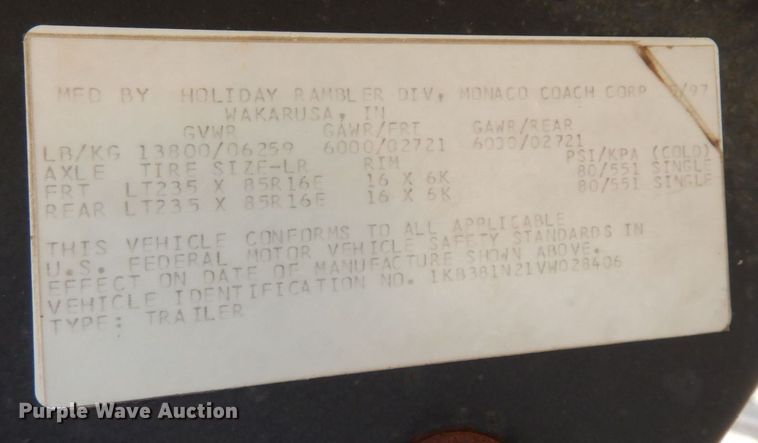 MFD BY HOLIDAY RAMBLER DIV, MONACO COACH CORP /97
WAKARUSA, IN
GVWR GAWR/FRT GAWR/REAR
LB/KG 13800/06259 6000/02721 6000/02721
AXLE TIRE SIZE-LR RIM PSI/KPA (COLD)
FRT LT235 X 85R16E 16 X 6K 80/551 SINGLE
REAR LT235 X 85R16E 16 X 6K 80/551 SINGLE
THIS VEHICLE CONFORMS TO ALL APPLICABLE
U.S. FEDERAL MOTOR VEHICLE SAFETY STANDARDS IN
EFFECT ON DATE OF MANUFACTURE SHOWN ABOVE.
VEHICLE IDENTIFICATION NO. 1KB381N21VW028406
TYPE: TRAILER
Purple Wave Auction